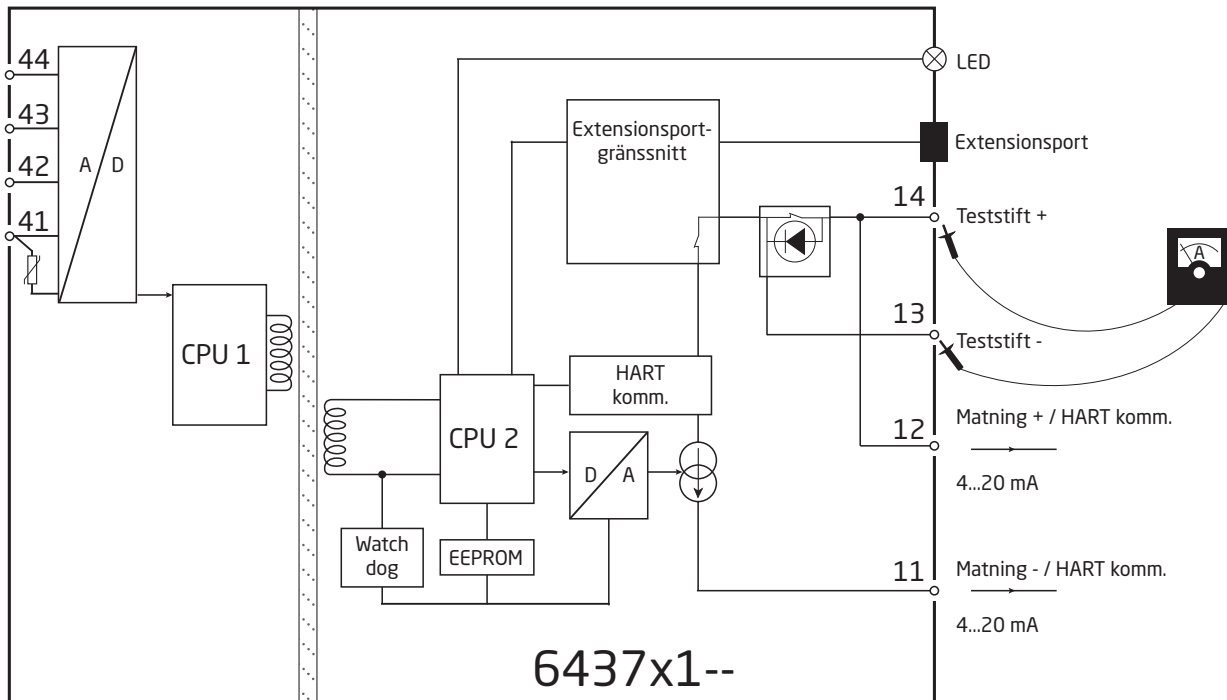 44
43
42
41
A
D
CPU 1
LED
Extensionsport-
gränssnitt
Extensionsport
14
Teststift +
A
13
Teststift -
HART
komm.
CPU 2
D
A
12
Matning + / HART komm.
4...20 mA
Watch
dog
EEPROM
11
Matning - / HART komm.
4...20 mA
6437x1--